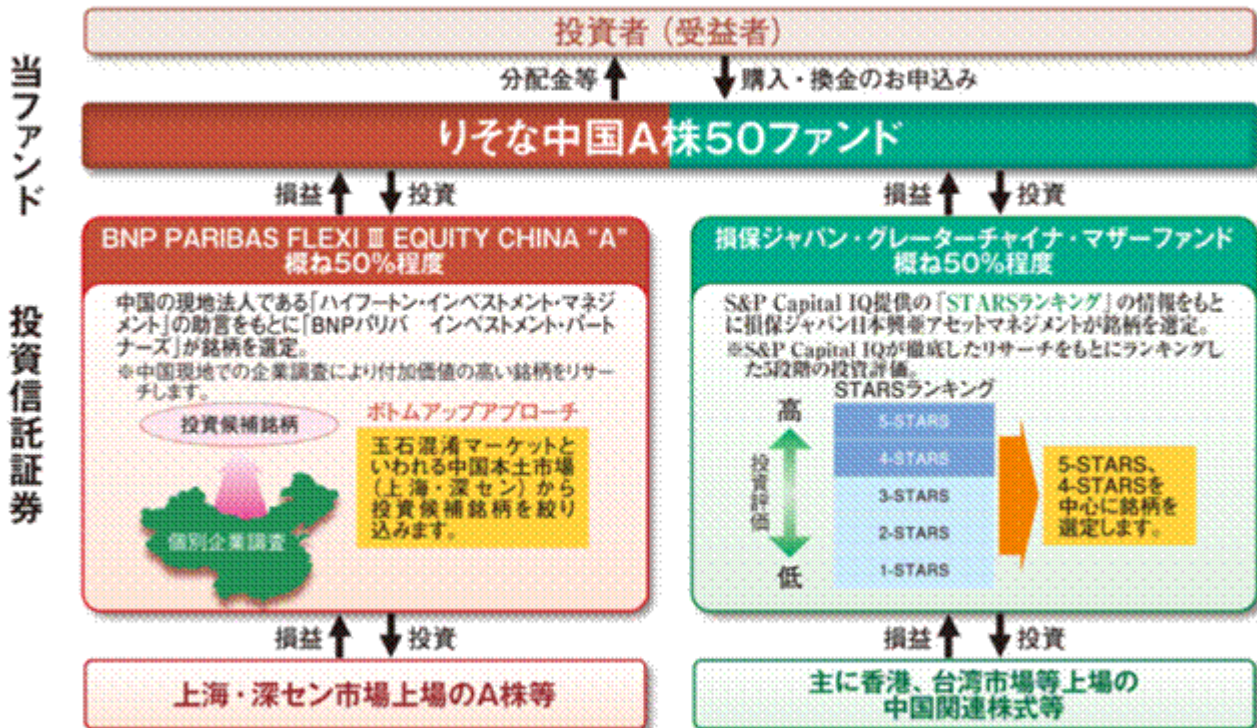 投資者（受益者）
分配金等
購入・換金のお申込み
当ファンド
りそな中国A株50ファンド
損益
投資
損益
投資
投資信託証券
BNP PARIBAS FLEXI Ⅲ EQUITY CHINA “A”
概ね50%程度
中国の現地法人である「ハイフートン・インベストメント・マネジ
メント」の助言をもとに「BNPパリバ インベストメント・パート
ナーズ」が銘柄を選定。
※中国現地での企業調査により付加価値の高い銘柄をリサー
チします。
投資候補銘柄
個別企業調査
ボトムアップアプローチ
玉石混淆マーケットと
いわれる中国本土市場
（上海・深セン）から
投資候補銘柄を絞り
込みます。
損保ジャパン・グレーターチャイナ・マザーファンド
概ね50%程度
S&P Capital IQ提供の「STARSランキング」の情報をもと
に損保ジャパン日本興※アセットマネジメントが銘柄を選定。
※S&P Capital IQが徹底したリサーチをもとにランキングし
た5段階の投資評価。
STARSランキング
高
投資評価
低
5-STARS
4-STARS
3-STARS
2-STARS
1-STARS
5-STARS、
4-STARSを
中心に銘柄を
選定します。
損益
投資
損益
投資
上海・深セン市場上場のA株等
主に香港、台湾市場等上場の
中国関連株式等